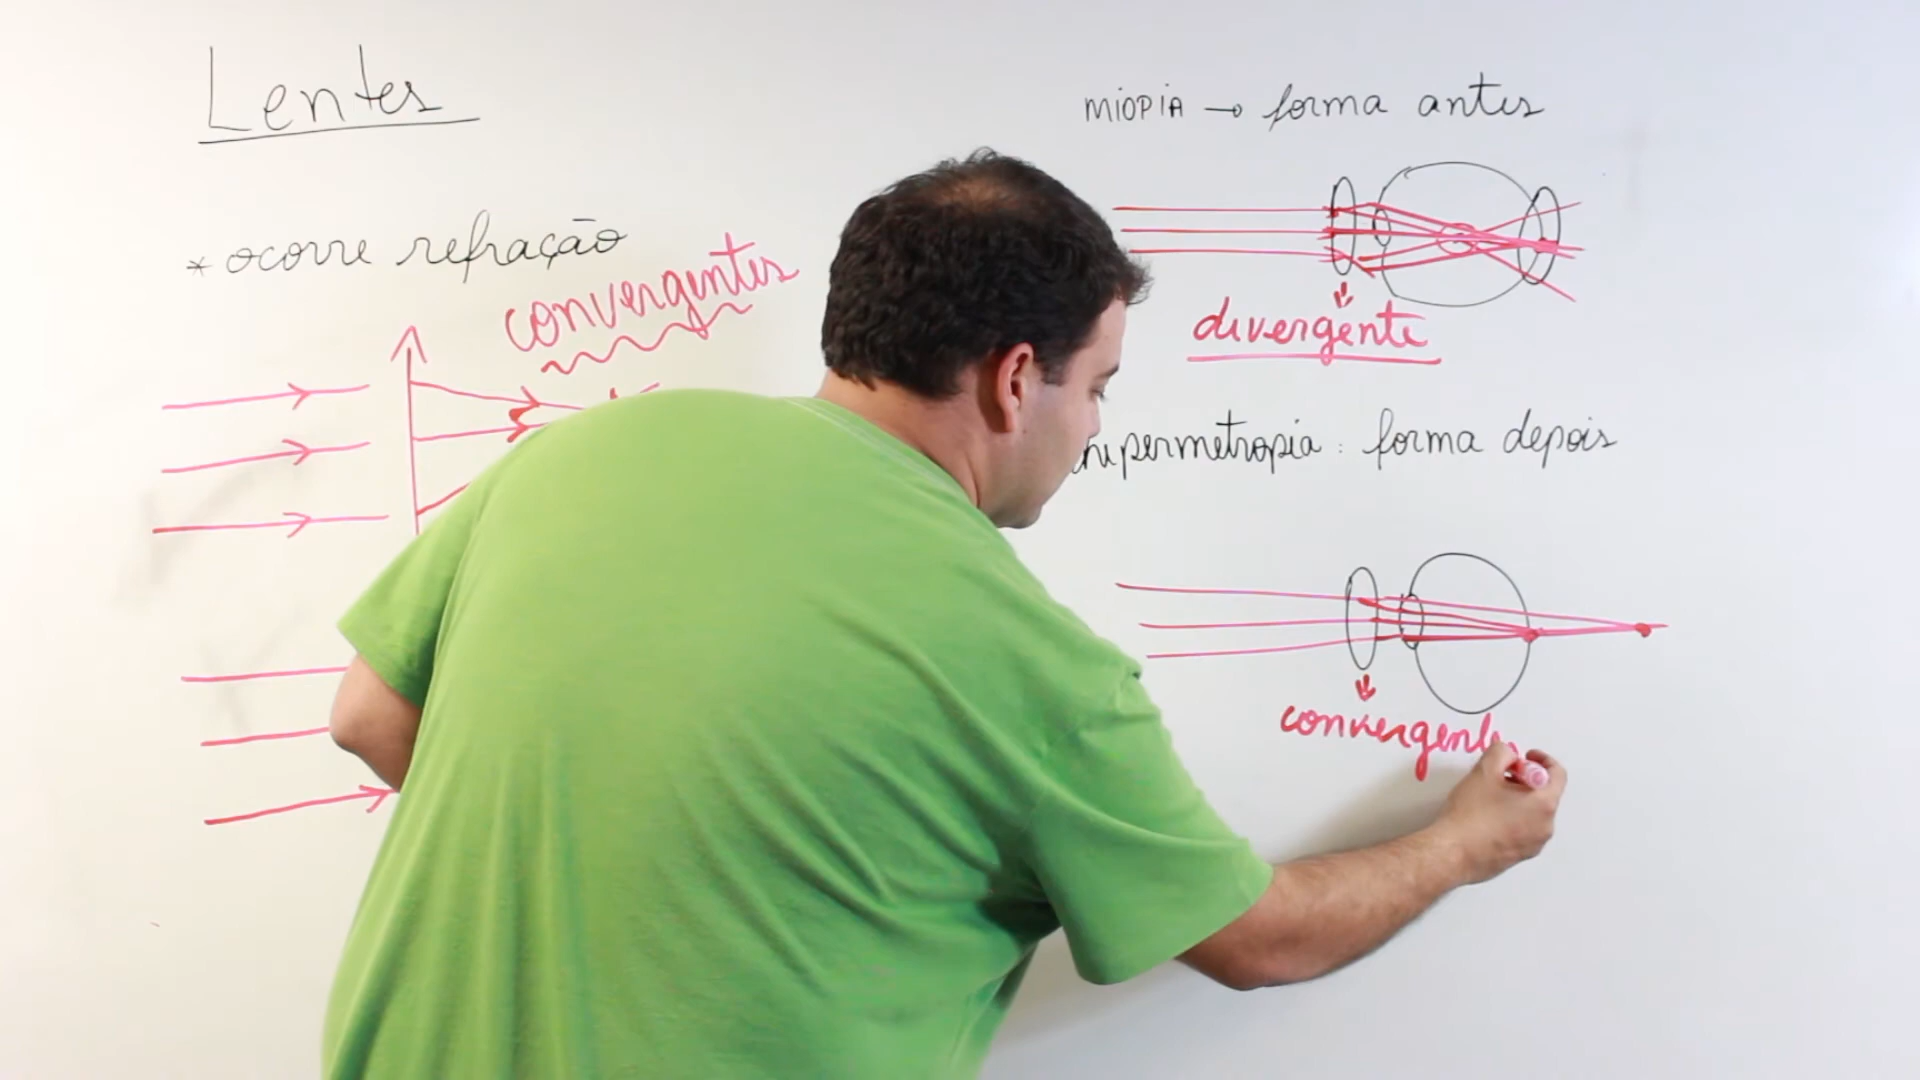 Lentes
* ocorre refração
convergentes
MIOPIA → forma antes
divergente
hipermetropia: forma depois
convergente